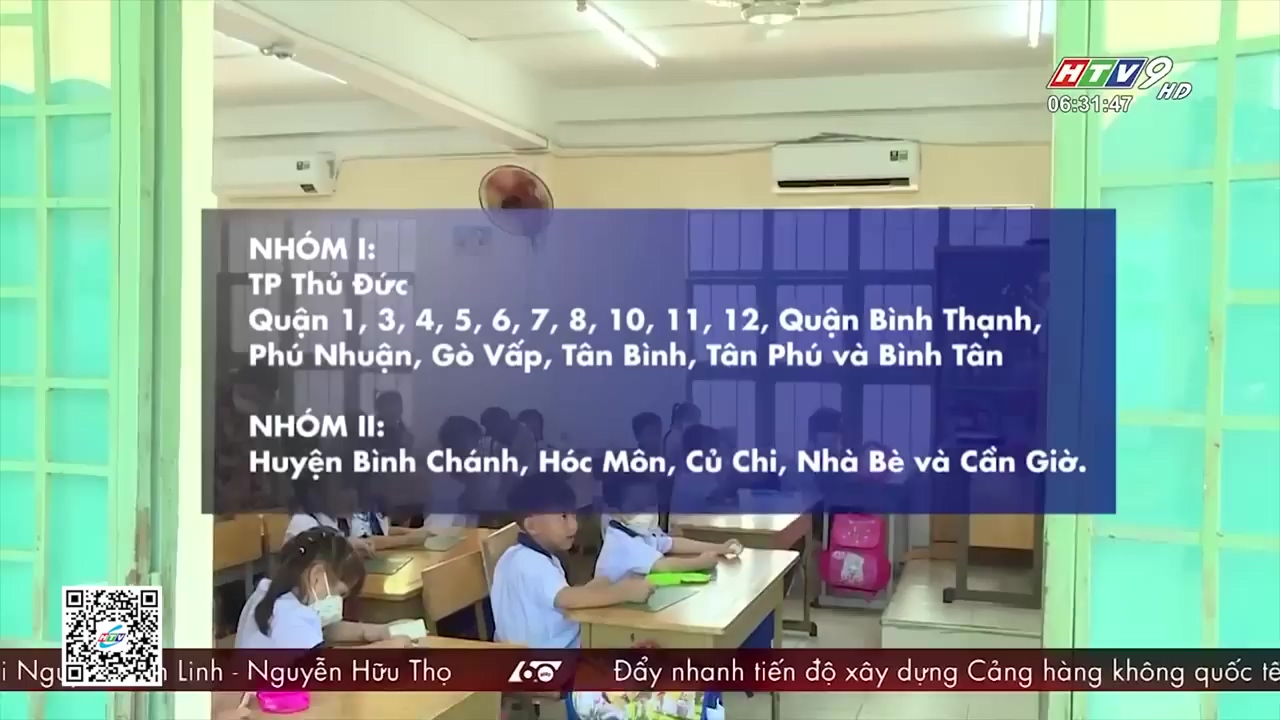 HTV9 HD
06:31:47
NHÓM I:
TP Thủ Đức
Quận 1, 3, 4, 5, 6, 7, 8, 10, 11, 12, Quận Bình Thạnh,
Phú Nhuận, Gò Vấp, Tân Bình, Tân Phú và Bình Tân
NHÓM II:
Huyện Bình Chánh, Hóc Môn, Củ Chi, Nhà Bè và Cần Giờ.
HTV
Linh - Nguyễn Hữu Thọ 60 Đẩy nhanh tiến độ xây dựng Cảng hàng không quốc tế